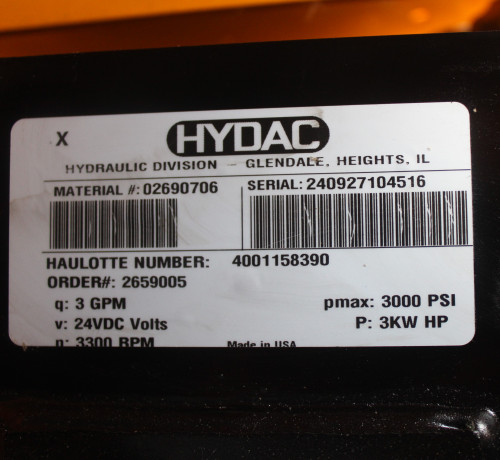 X
HYDAC
HYDRAULIC DIVISION – GLENDALE, HEIGHTS, IL
MATERIAL #: 02690706 SERIAL: 240927104516
HAULOTTE NUMBER: 4001158390
ORDER#: 2659005
q: 3 GPM pmax: 3000 PSI
v: 24VDC Volts P: 3KW HP
n: 3300 RPM Made in USA